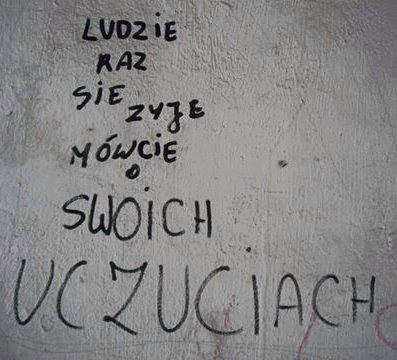 LUDZIE
RAZ
SIE ZYJE
MÓWCIE
O
SWOICH
UCZUCIACH